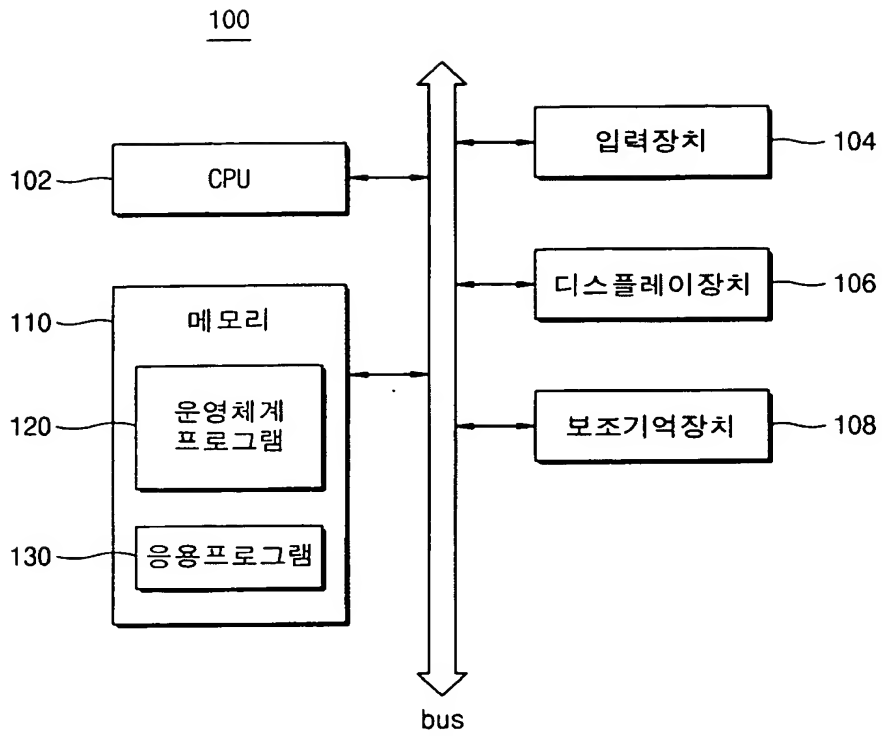 100
102
CPU
입력장치
104
디스플레이장치
106
110
메모리
120
운영체계
프로그램
보조기억장치
108
130
응용프로그램
bus